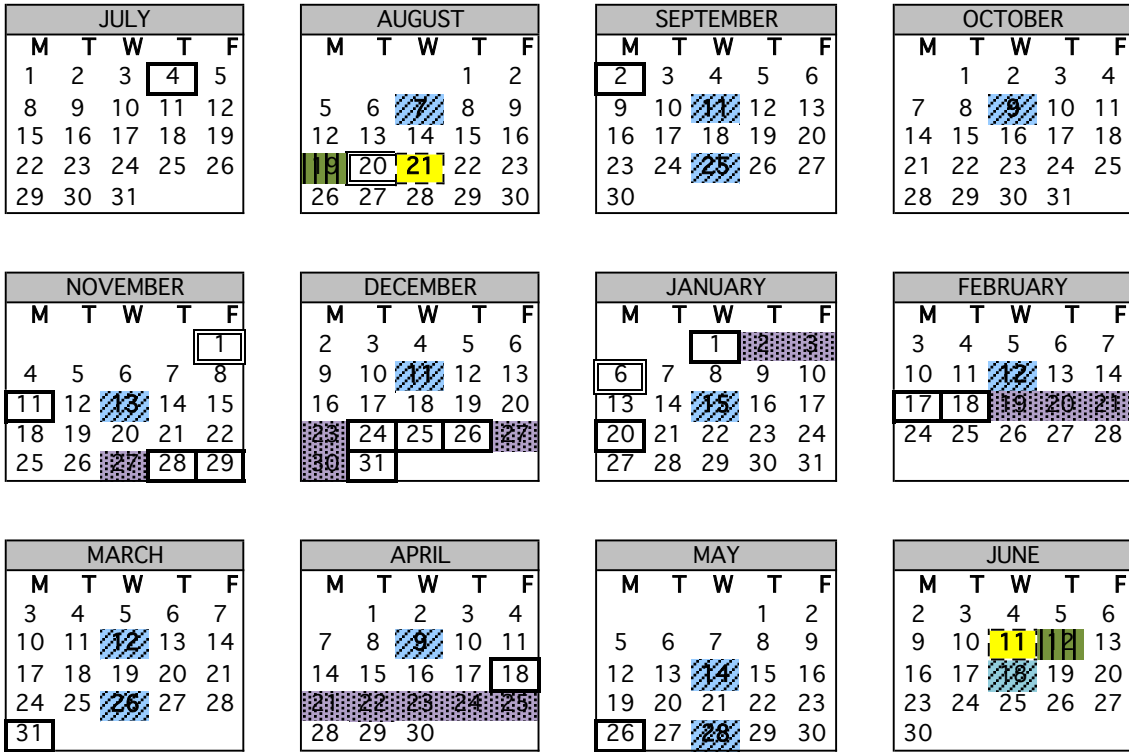 JULY
M T W T F
1 2 3 4 5
8 9 10 11 12
15 16 17 18 19
22 23 24 25 26
29 30 31
AUGUST
M T W T F
1 2
5 6 7 8 9
12 13 14 15 16
19 20 21 22 23
26 27 28 29 30
SEPTEMBER
M T W T F
2 3 4 5 6
9 10 11 12 13
16 17 18 19 20
23 24 25 26 27
30
OCTOBER
M T W T F
1 2 3 4
7 8 9 10 11
14 15 16 17 18
21 22 23 24 25
28 29 30 31
NOVEMBER
M T W T F
1
4 5 6 7 8
11 12 13 14 15
18 19 20 21 22
25 26 27 28 29
DECEMBER
M T W T F
2 3 4 5 6
9 10 11 12 13
16 17 18 19 20
23 24 25 26 27
30 31
JANUARY
M T W T F
1 2 3
6 7 8 9 10
13 14 15 16 17
20 21 22 23 24
27 28 29 30 31
FEBRUARY
M T W T F
3 4 5 6 7
10 11 12 13 14
17 18 19 20 21
24 25 26 27 28
MARCH
M T W T F
3 4 5 6 7
10 11 12 13 14
17 18 19 20 21
24 25 26 27 28
31
APRIL
M T W T F
1 2 3 4
7 8 9 10 11
14 15 16 17 18
21 22 23 24 25
28 29 30
MAY
M T W T F
1 2
5 6 7 8 9
12 13 14 15 16
19 20 21 22 23
26 27 28 29 30
JUNE
M T W T F
2 3 4 5 6
9 10 11 12 13
16 17 18 19 20
23 24 25 26 27
30